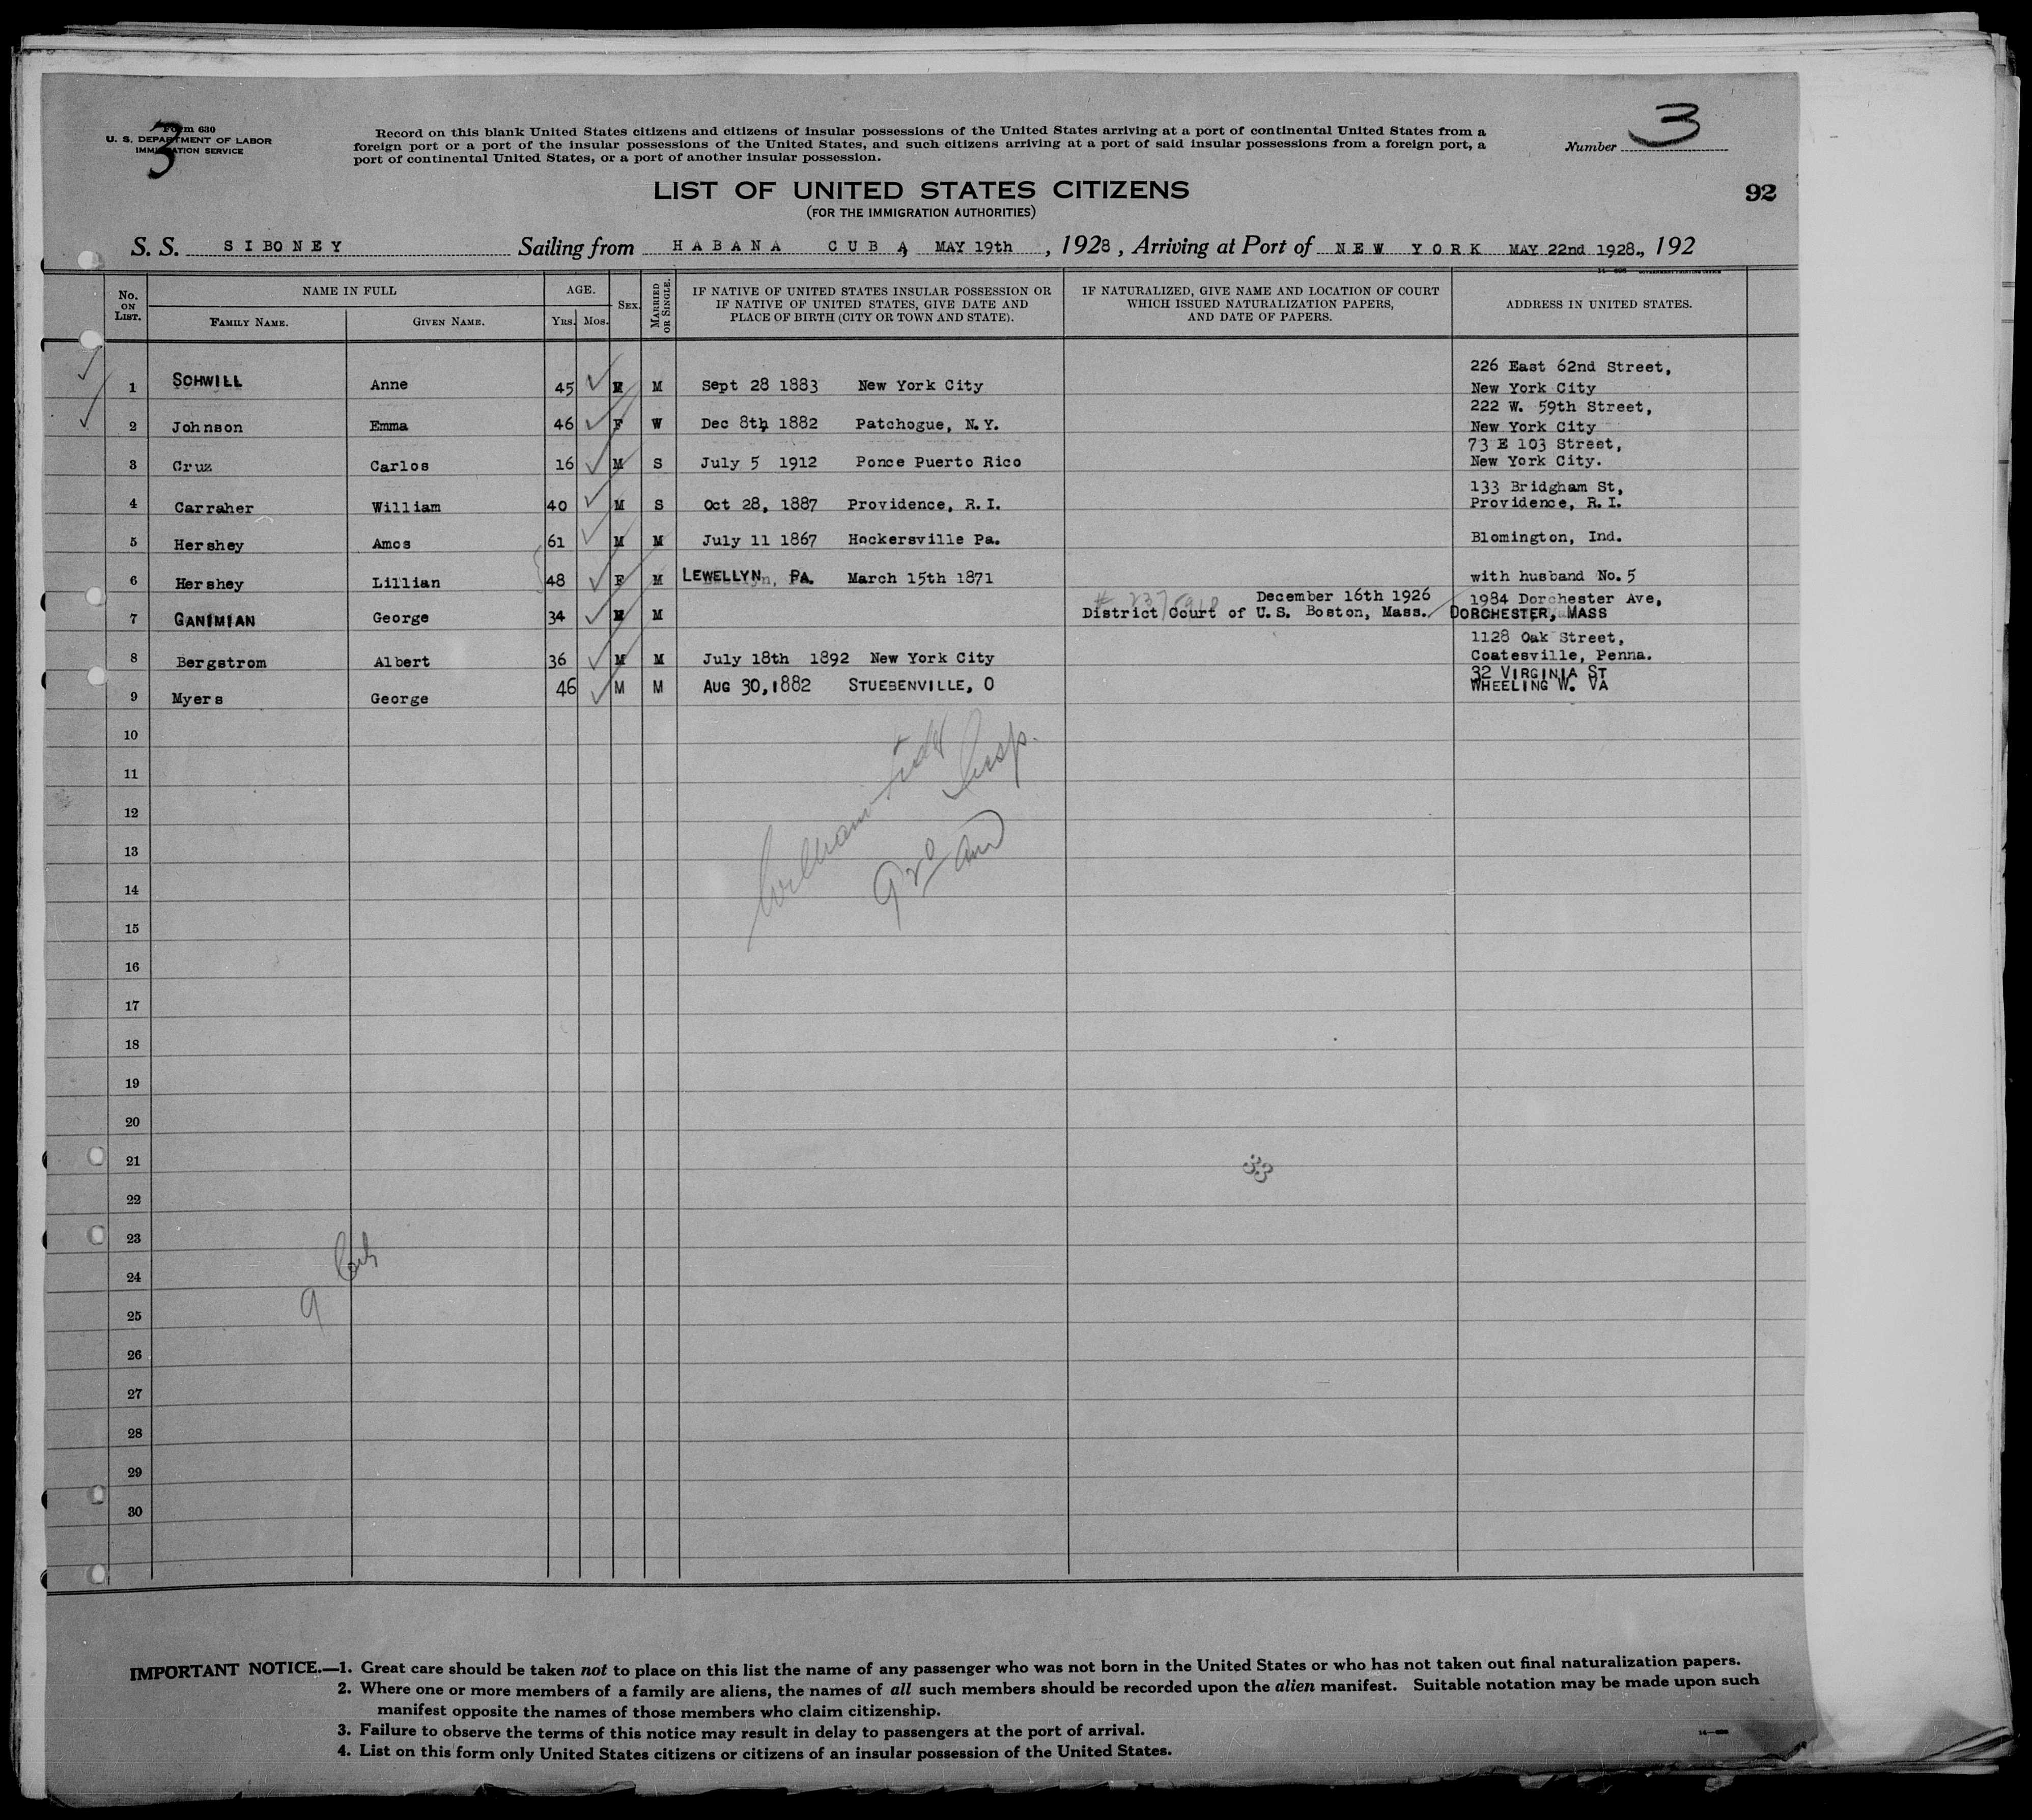 Form 630
U. S. DEPARTMENT OF LABOR
IMMIGRATION SERVICE
3
Record on this blank United States citizens and citizens of insular possessions of the United States arriving at a port of continental United States from a
foreign port or a port of the insular possessions of the United States, and such citizens arriving at a port of said insular possessions from a foreign port, a
port of continental United States, or a port of another insular possession.
Number 3
LIST OF UNITED STATES CITIZENS
(FOR THE IMMIGRATION AUTHORITIES)
92
S. S. SIBONEY Sailing from HABANA CUBA, MAY 19th, 1928, Arriving at Port of NEW YORK MAY 22nd 1928., 192
No. ON LIST. NAME IN FULL FAMILY NAME. GIVEN NAME. AGE. YRS. MOS. SEX. MARRIED OR SINGLE. IF NATIVE OF UNITED STATES INSULAR POSSESSION OR IF NATIVE OF UNITED STATES, GIVE DATE AND PLACE OF BIRTH (CITY OR TOWN AND STATE). IF NATURALIZED, GIVE NAME AND LOCATION OF COURT WHICH ISSUED NATURALIZATION PAPERS, AND DATE OF PAPERS. ADDRESS IN UNITED STATES.
226 East 62nd Street,
1 SCHWILL Anne 45 F M Sept 28 1883 New York City New York City
222 W. 59th Street,
2 Johnson Emma 46 F W Dec 8th, 1882 Patchogue, N.Y. New York City
73 E 103 Street,
3 Cruz Carlos 16 M S July 5 1912 Ponce Puerto Rico New York City.
133 Bridgham St,
4 Carraher William 40 M S Oct 28, 1887 Providence, R.I. Providence, R.I.
5 Hershey Amos 61 M M July 11 1867 Hockersville Pa. Blomington, Ind.
6 Hershey Lillian 48 F M LEWELLYN, PA. March 15th 1871 with husband No. 5
December 16th 1926 1984 Dorchester Ave,
7 GANIMIAN George 34 M M District Court of U.S. Boston, Mass. DORCHESTER, MASS
1128 Oak Street,
8 Bergstrom Albert 36 M M July 18th 1892 New York City Coatesville, Penna.
32 VIRGINIA ST
9 Myers George 46 M M AUG 30, 1882 STUEBENVILLE, O WHEELING W. VA
10
11
12
William Insp.
13
14
15
16
17
18
19
20
21
22
23
24
9
25
26
27
28
29
30
IMPORTANT NOTICE.—1. Great care should be taken not to place on this list the name of any passenger who was not born in the United States or who has not taken out final naturalization papers.
2. Where one or more members of a family are aliens, the names of all such members should be recorded upon the alien manifest. Suitable notation may be made upon such
manifest opposite the names of those members who claim citizenship.
3. Failure to observe the terms of this notice may result in delay to passengers at the port of arrival.
4. List on this form only United States citizens or citizens of an insular possession of the United States.